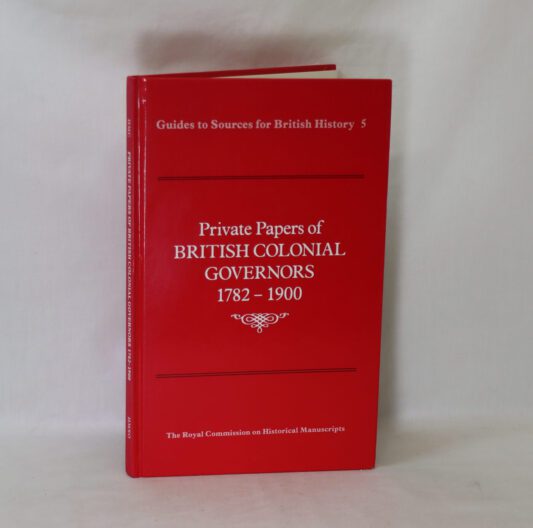 Guides to Sources for British History 5
Private Papers of
BRITISH COLONIAL
GOVERNORS
1782 – 1900
The Royal Commission on Historical Manuscripts
HMC PRIVATE PAPERS OF BRITISH COLONIAL GOVERNORS 1782–1900 HMSO